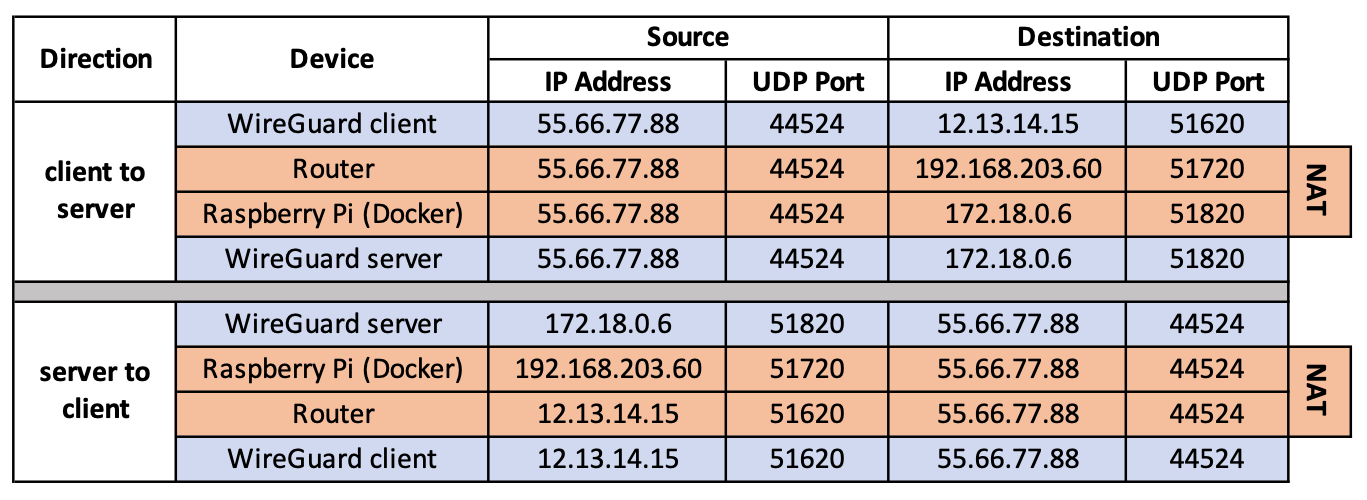 Direction Device Source Destination
IP Address UDP Port IP Address UDP Port
client to server
WireGuard client 55.66.77.88 44524 12.13.14.15 51620
Router 55.66.77.88 44524 192.168.203.60 51720
Raspberry Pi (Docker) 55.66.77.88 44524 172.18.0.6 51820
WireGuard server 55.66.77.88 44524 172.18.0.6 51820
NAT
server to client
WireGuard server 172.18.0.6 51820 55.66.77.88 44524
Raspberry Pi (Docker) 192.168.203.60 51720 55.66.77.88 44524
Router 12.13.14.15 51620 55.66.77.88 44524
WireGuard client 12.13.14.15 51620 55.66.77.88 44524
NAT